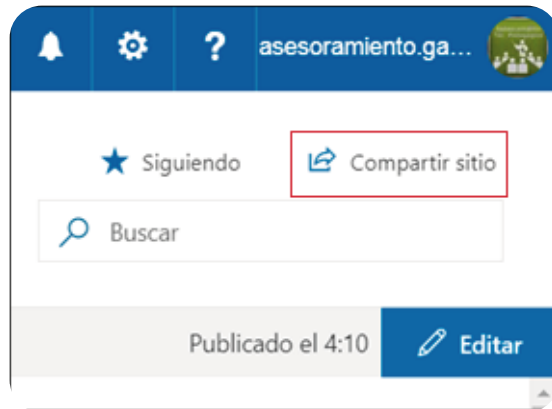 ? asesoramiento.ga...
Siguiendo Compartir sitio
Buscar
Publicado el 4:10 Editar